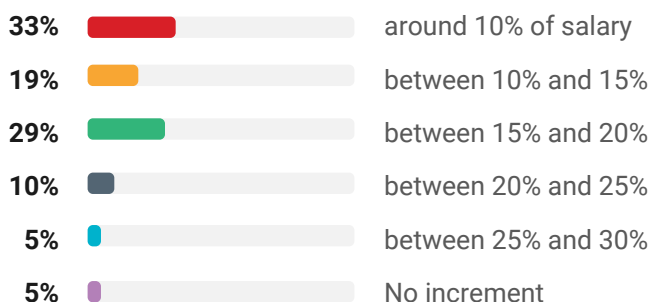 33% around 10% of salary
19% between 10% and 15%
29% between 15% and 20%
10% between 20% and 25%
5% between 25% and 30%
5% No increment